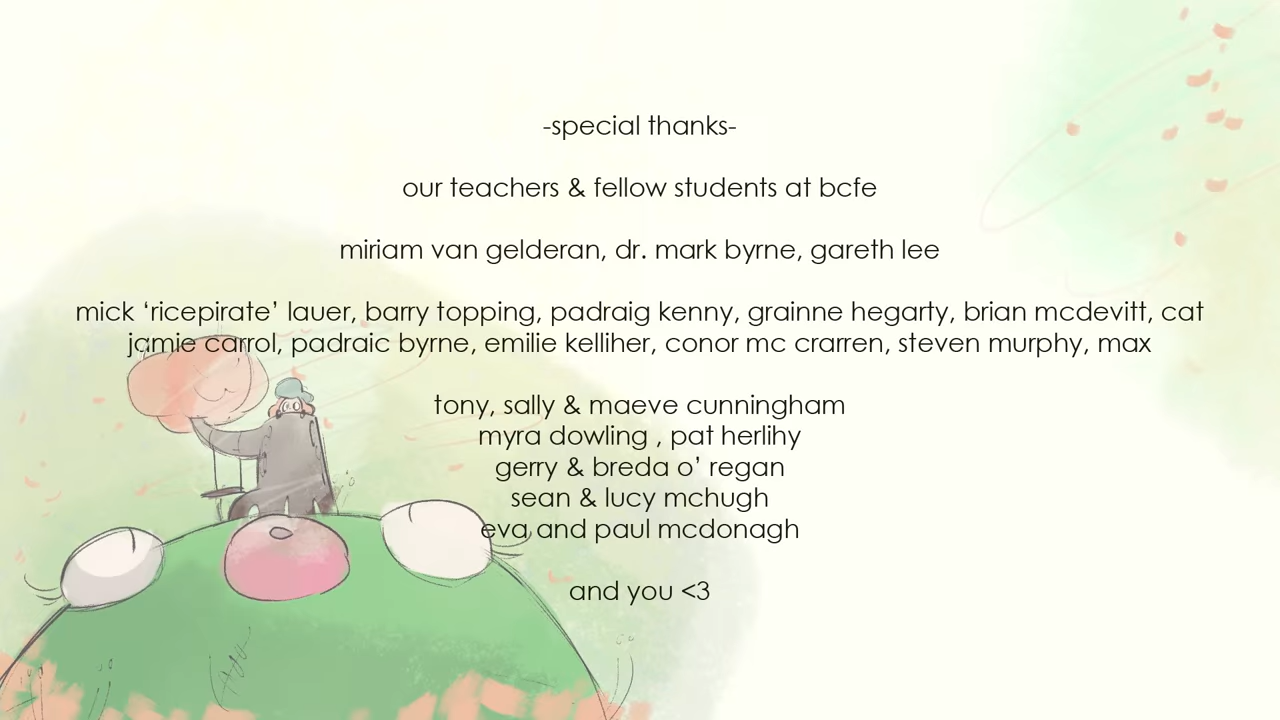 -special thanks-
our teachers & fellow students at bcfe
miriam van gelderan, dr. mark byrne, gareth lee
mick ‘ricepirate’ lauer, barry topping, padraig kenny, grainne hegarty, brian mcdevitt, cat
jamie carrol, padraic byrne, emilie kelliher, conor mc crarren, steven murphy, max
tony, sally & maeve cunningham
myra dowling , pat herlihy
gerry & breda o’ regan
sean & lucy mchugh
eva and paul mcdonagh
and you <3